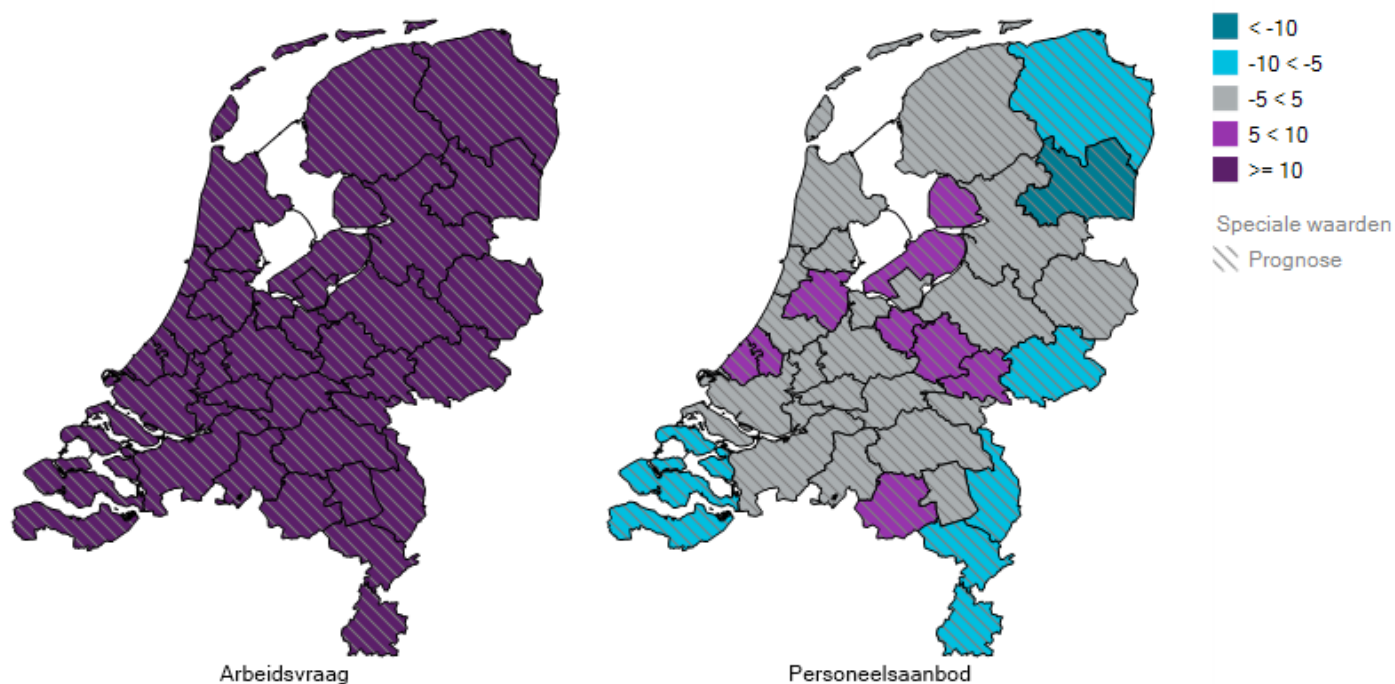 < -10
-10 < -5
-5 < 5
5 < 10
>= 10
Speciale waarden
Prognose
Arbeidsvraag
Personeelsaanbod